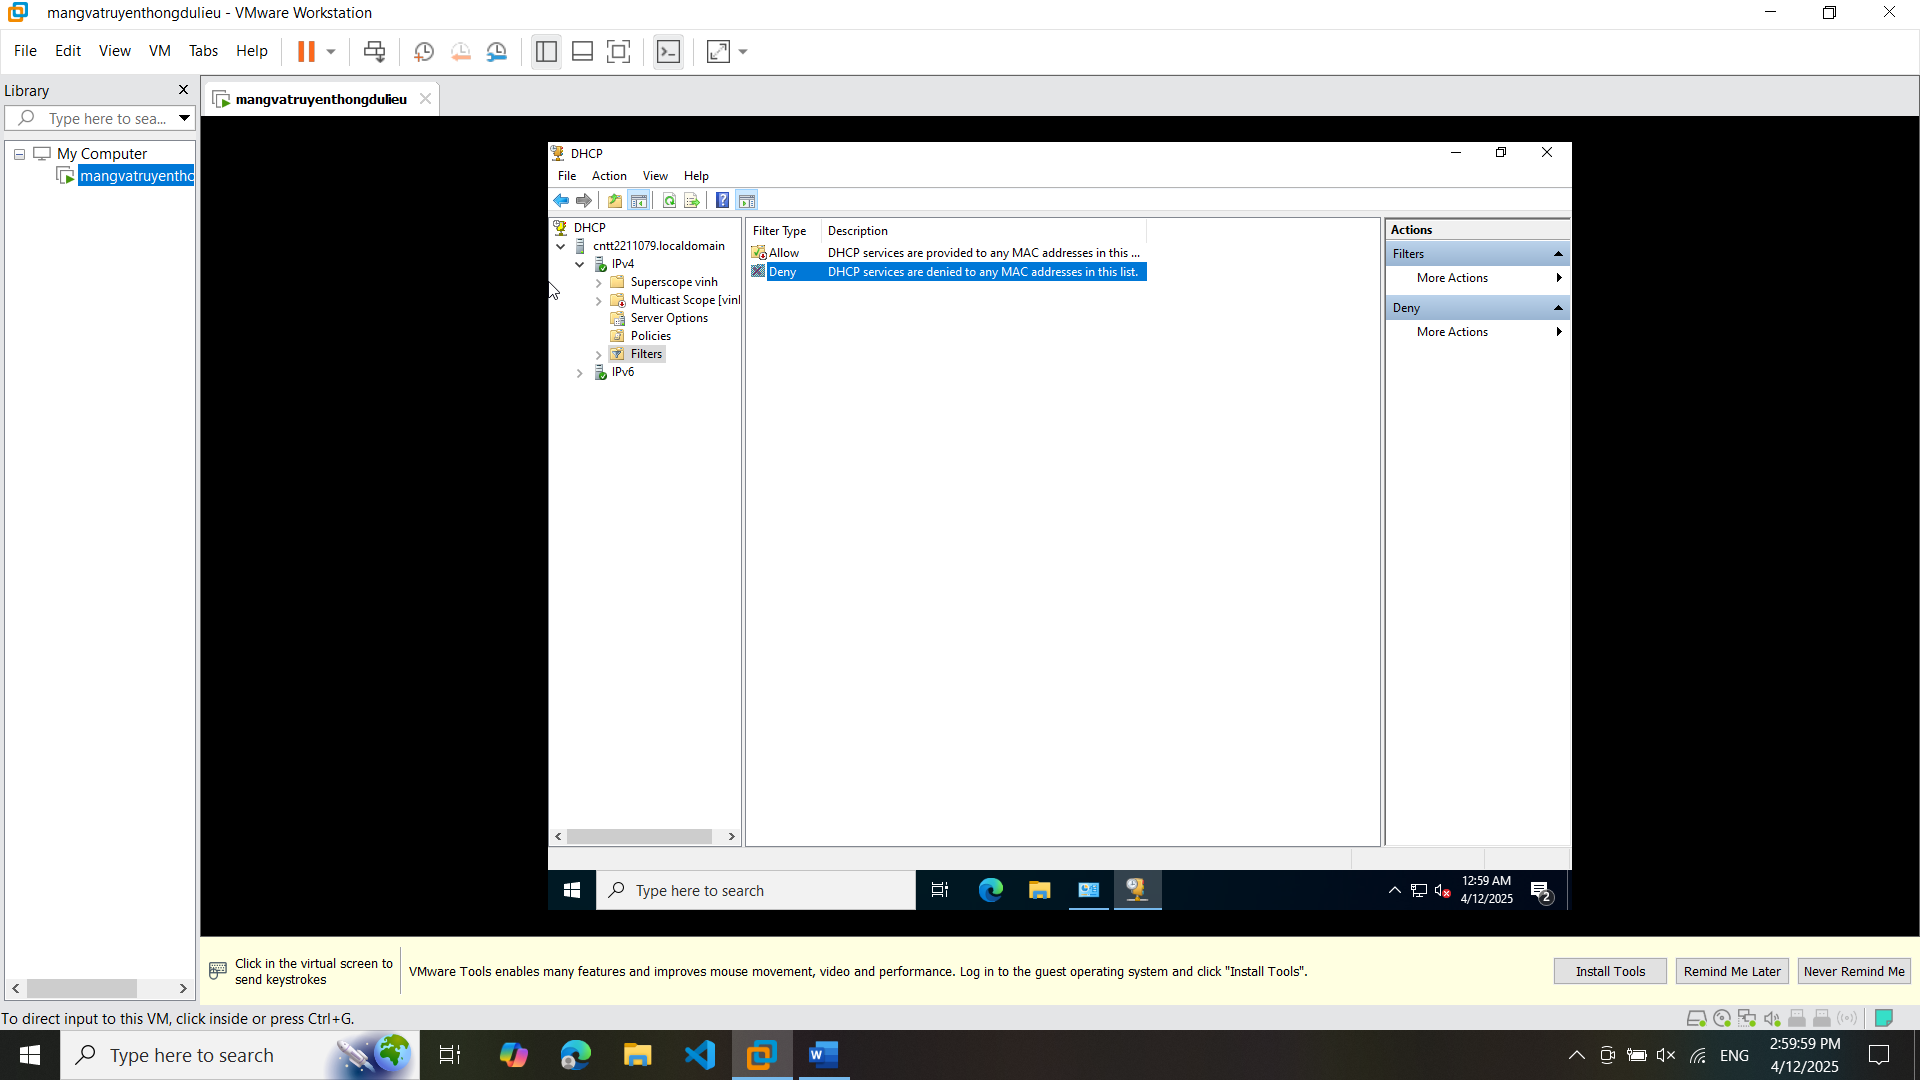 mangvatruyenthongdulieu - VMware Workstation
File Edit View VM Tabs Help
Library
Type here to sea...
My Computer
mangvatruyenthc
mangvatruyenthongdulieu
DHCP
File Action View Help
DHCP
cntt2211079.localdomain
IPv4
Superscope vinh
Multicast Scope [vinl
Server Options
Policies
Filters
IPv6
Filter Type Description
Allow DHCP services are provided to any MAC addresses in this ...
Deny DHCP services are denied to any MAC addresses in this list.
Actions
Filters
More Actions
Deny
More Actions
Type here to search
12:59 AM
4/12/2025
2
Click in the virtual screen to
send keystrokes
VMware Tools enables many features and improves mouse movement, video and performance. Log in to the guest operating system and click "Install Tools".
Install Tools
Remind Me Later
Never Remind Me
To direct input to this VM, click inside or press Ctrl+G.
Type here to search
ENG
2:59:59 PM
4/12/2025